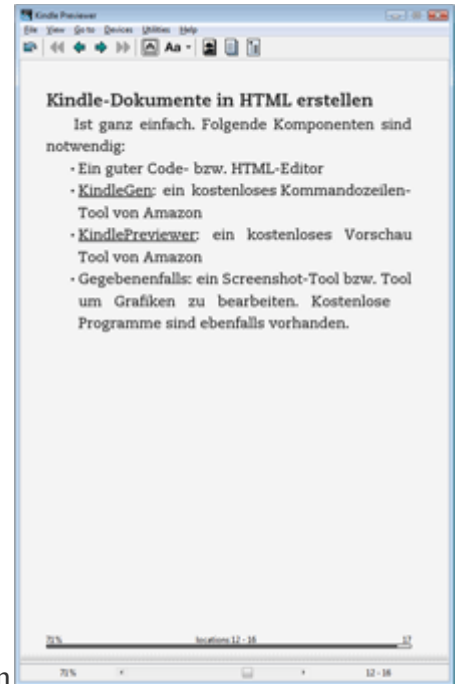 Kindle Previewer
File View Go to Devices Utilities Help
Aa
Kindle-Dokumente in HTML erstellen
Ist ganz einfach. Folgende Komponenten sind
notwendig:
• Ein guter Code- bzw. HTML-Editor
• KindleGen: ein kostenloses Kommandozeilen-
Tool von Amazon
• KindlePreviewer: ein kostenloses Vorschau
Tool von Amazon
• Gegebenenfalls: ein Screenshot-Tool bzw. Tool
um Grafiken zu bearbeiten. Kostenlose
Programme sind ebenfalls vorhanden.
71% locations 12 - 16 17
71% 12 - 16